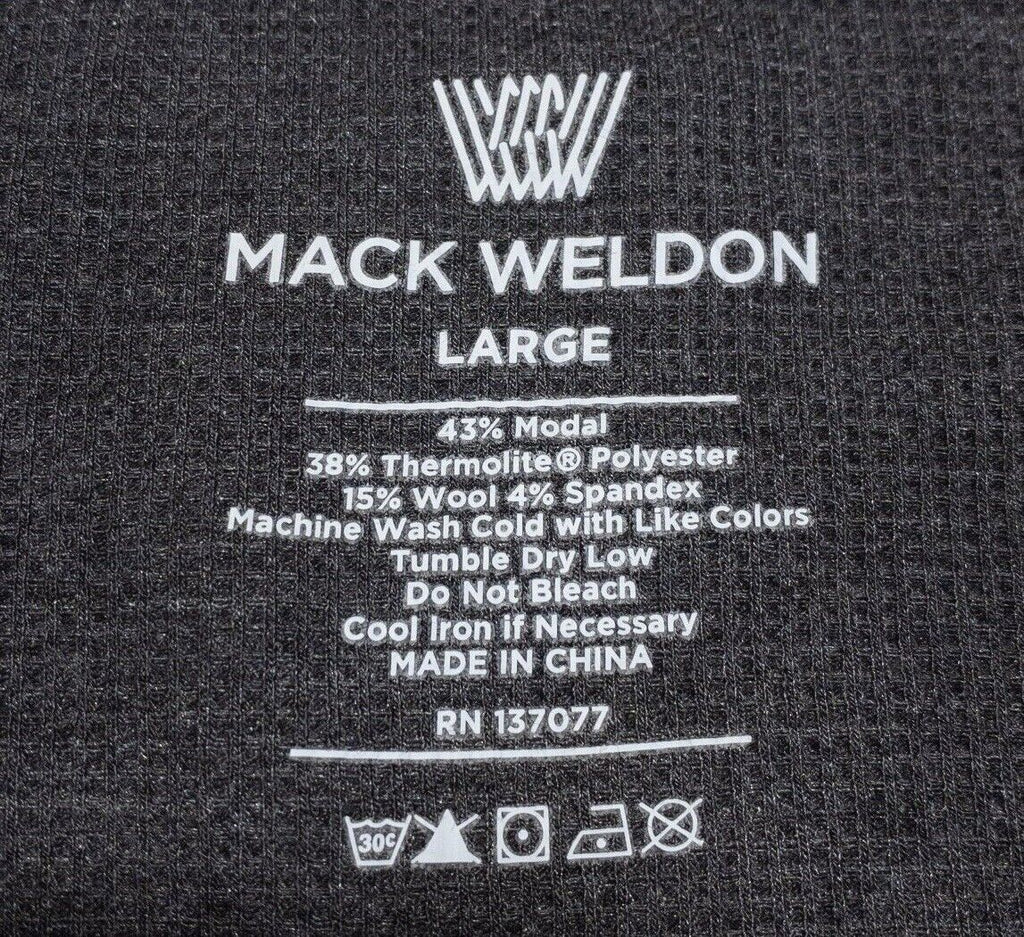 MACK WELDON
LARGE
43% Modal
38% Thermolite® Polyester
15% Wool 4% Spandex
Machine Wash Cold with Like Colors
Tumble Dry Low
Do Not Bleach
Cool Iron if Necessary
MADE IN CHINA
RN 137077
30c